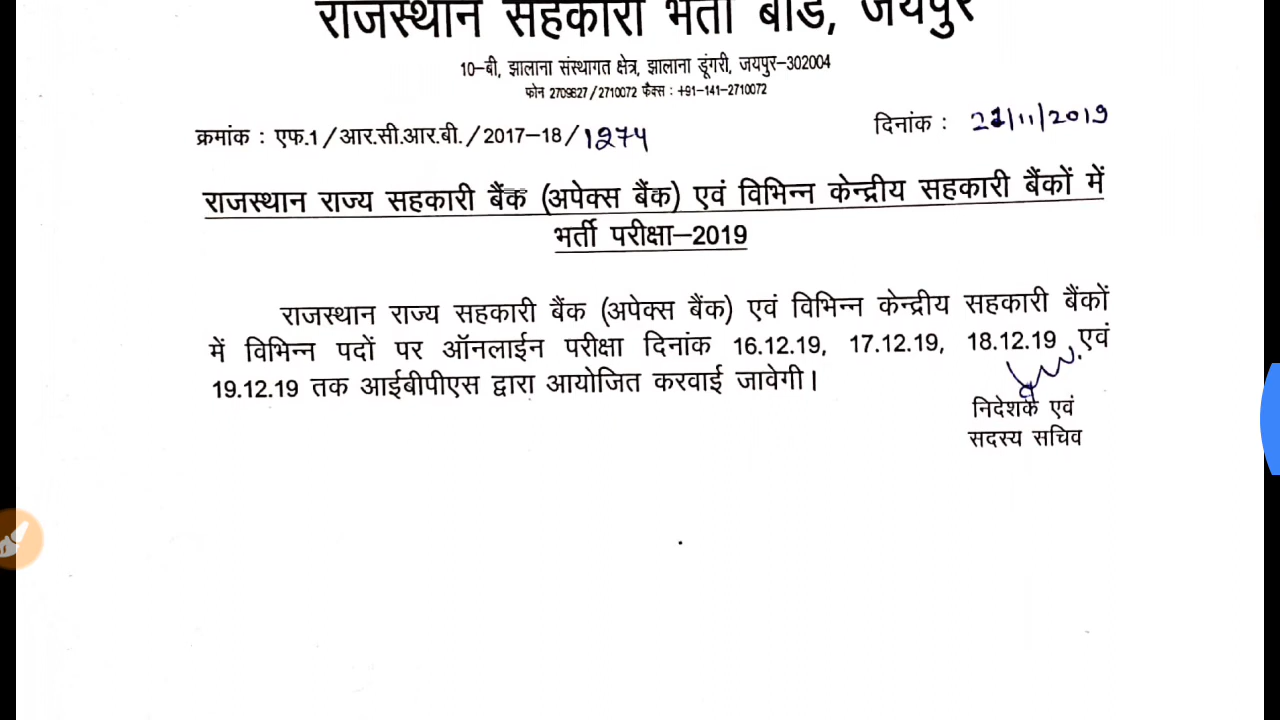 राजस्थान सहकारी भर्ती बोर्ड, जयपुर
10–बी, झालाना संस्थागत क्षेत्र, झालाना डूंगरी, जयपुर–302004
फोन 2709627/2710072 फैक्स : +91–141–2710072
क्रमांक : एफ.1/आर.सी.आर.बी./2017–18/1274
दिनांक : 21/11/2019
राजस्थान राज्य सहकारी बैंक (अपेक्स बैंक) एवं विभिन्न केन्द्रीय सहकारी बैंकों में
भर्ती परीक्षा–2019
राजस्थान राज्य सहकारी बैंक (अपेक्स बैंक) एवं विभिन्न केन्द्रीय सहकारी बैंकों
में विभिन्न पदों पर ऑनलाईन परीक्षा दिनांक 16.12.19, 17.12.19, 18.12.19 एवं
19.12.19 तक आईबीपीएस द्वारा आयोजित करवाई जावेगी।
निदेशक एवं
सदस्य सचिव